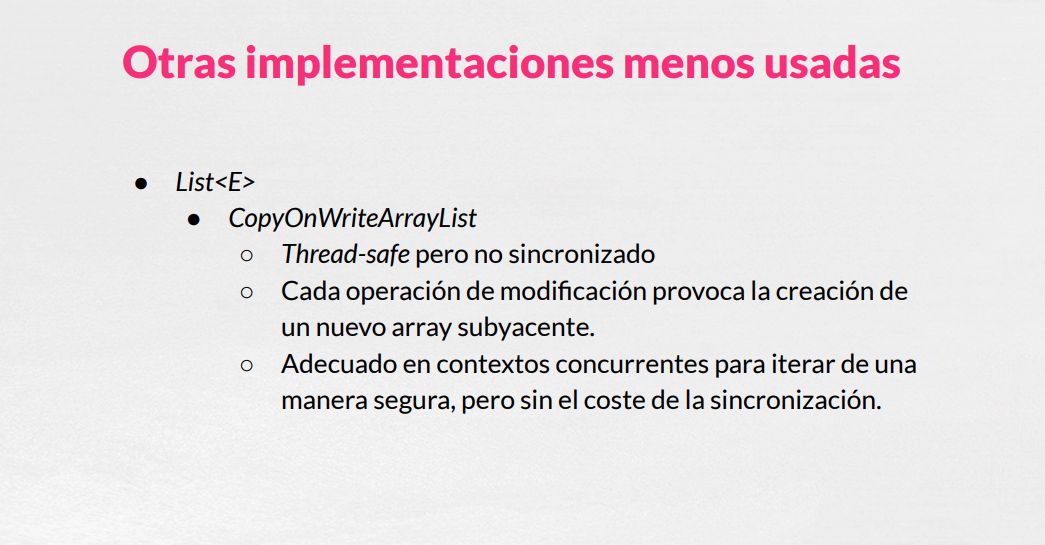 Otras implementaciones menos usadas
● List<E>
● CopyOnWriteArrayList
○ Thread-safe pero no sincronizado
○ Cada operación de modificación provoca la creación de
un nuevo array subyacente.
○ Adecuado en contextos concurrentes para iterar de una
manera segura, pero sin el coste de la sincronización.